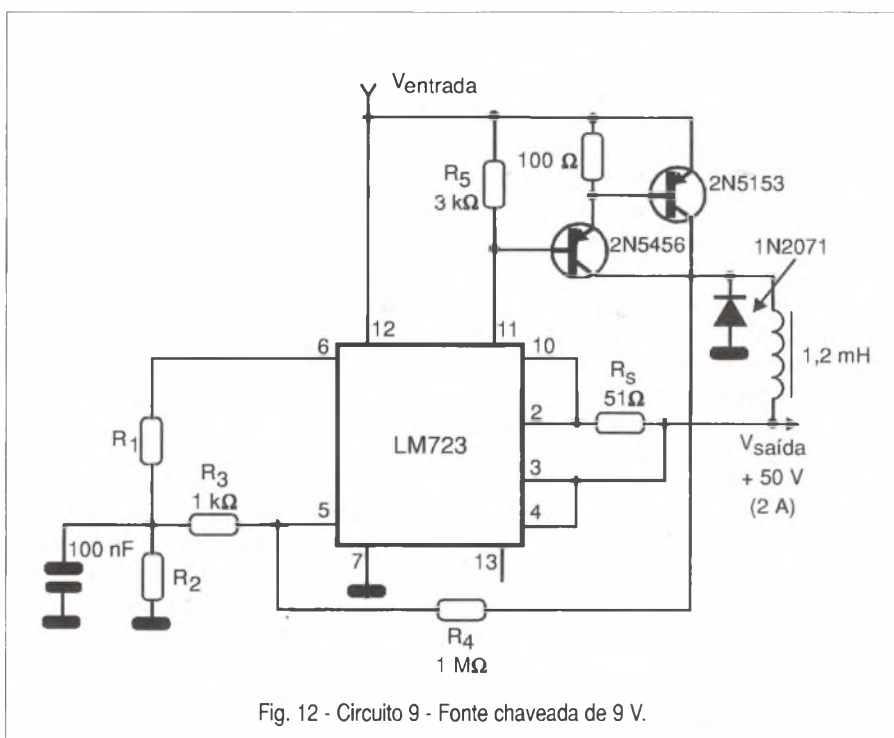 Ventrada
R5
3 kΩ
100 Ω
2N5153
2N5456
1N2071
12
11
6
10
RS
51Ω
1,2 mH
2
R1
LM723
Vsaída
+ 50 V
(2 A)
R3
1 kΩ
3
5
4
100 nF
R2
7
13
R4
1 MΩ
Fig. 12 - Circuito 9 - Fonte chaveada de 9 V.